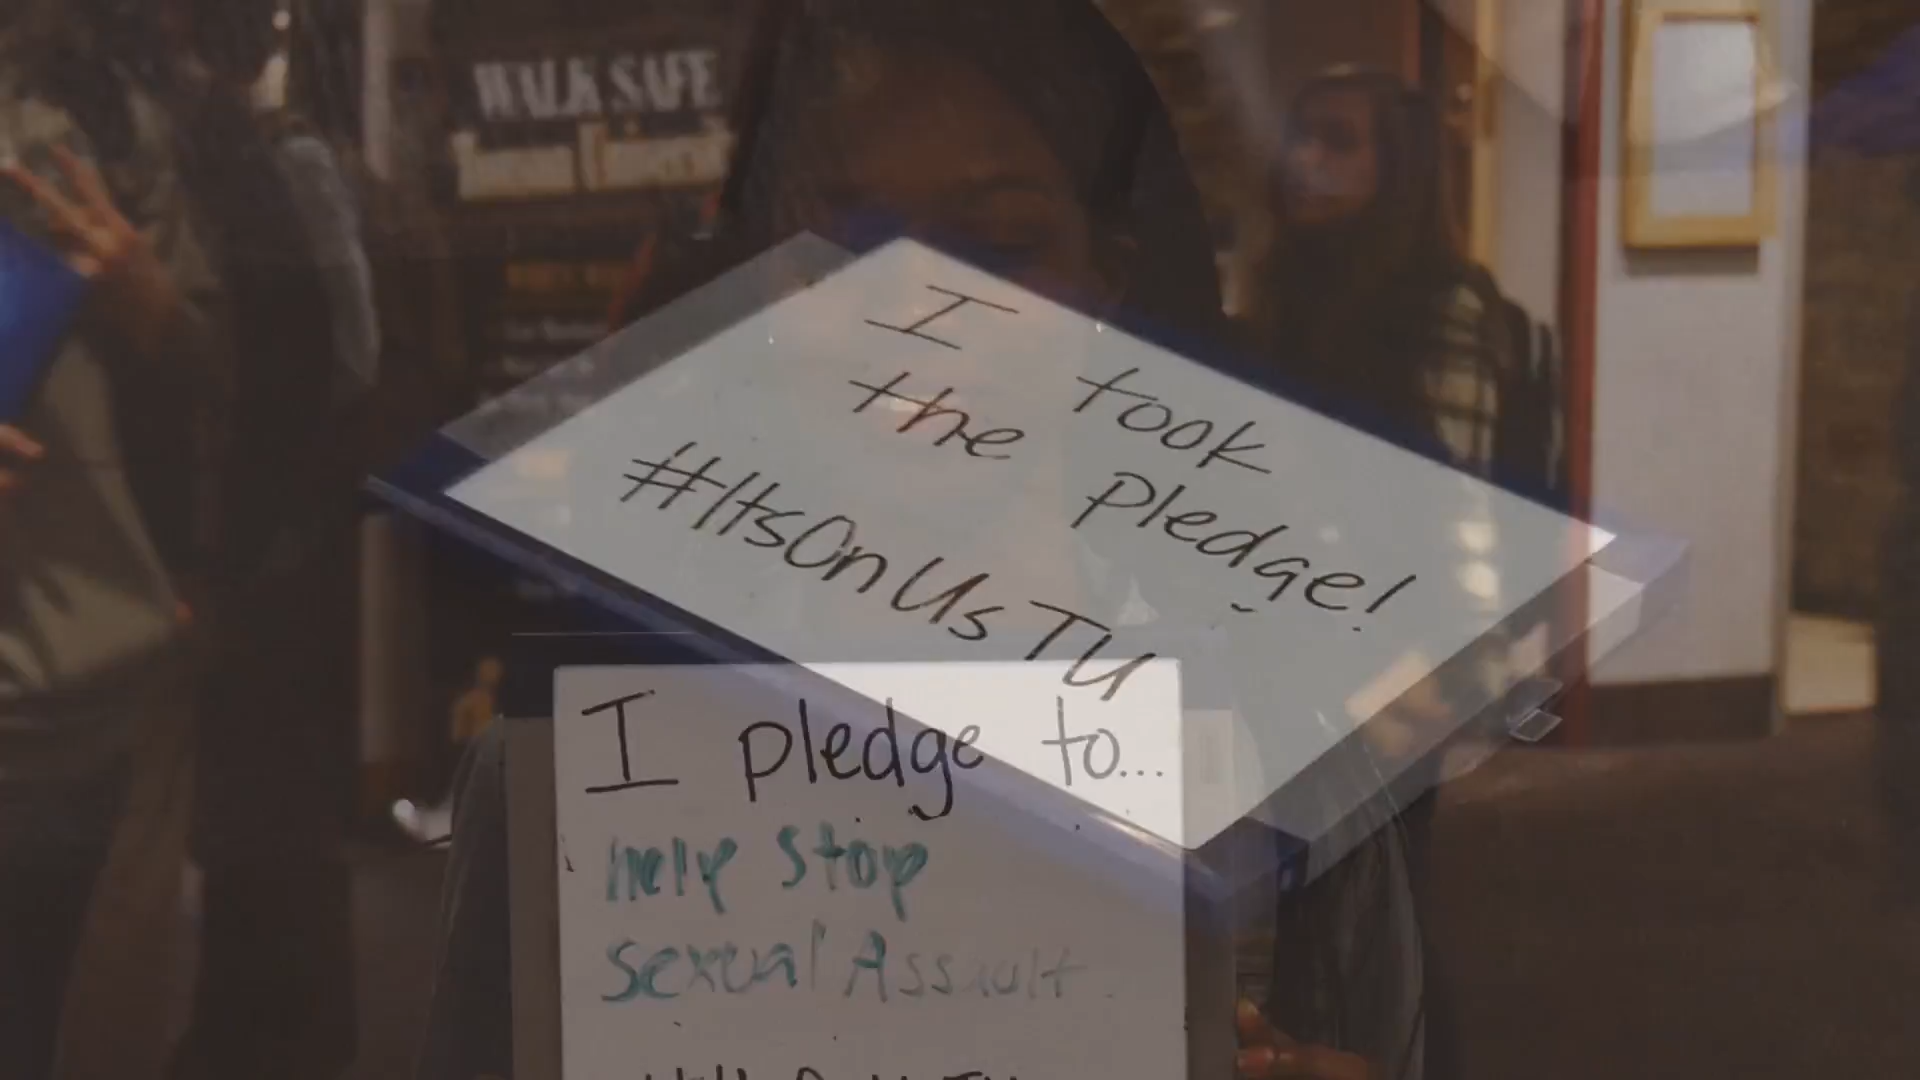 WALK SAFE
I took
the pledge!
#ItsOnUsTU
I pledge to...
Help Stop
Sexual Assault.